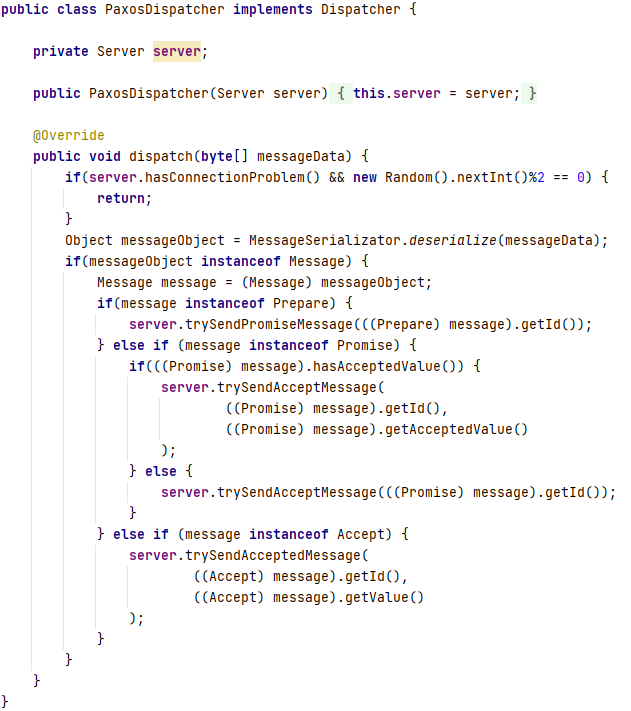 public class PaxosDispatcher implements Dispatcher {
private Server server;
public PaxosDispatcher(Server server) { this.server = server; }
@Override
public void dispatch(byte[] messageData) {
if(server.hasConnectionProblem() && new Random().nextInt()%2 == 0) {
return;
}
Object messageObject = MessageSerializator.deserialize(messageData);
if(messageObject instanceof Message) {
Message message = (Message) messageObject;
if(message instanceof Prepare) {
server.trySendPromiseMessage(((Prepare) message).getId());
} else if (message instanceof Promise) {
if(((Promise) message).hasAcceptedValue()) {
server.trySendAcceptMessage(
((Promise) message).getId(),
((Promise) message).getAcceptedValue()
);
} else {
server.trySendAcceptMessage(((Promise) message).getId());
}
} else if (message instanceof Accept) {
server.trySendAcceptedMessage(
((Accept) message).getId(),
((Accept) message).getValue()
);
}
}
}
}